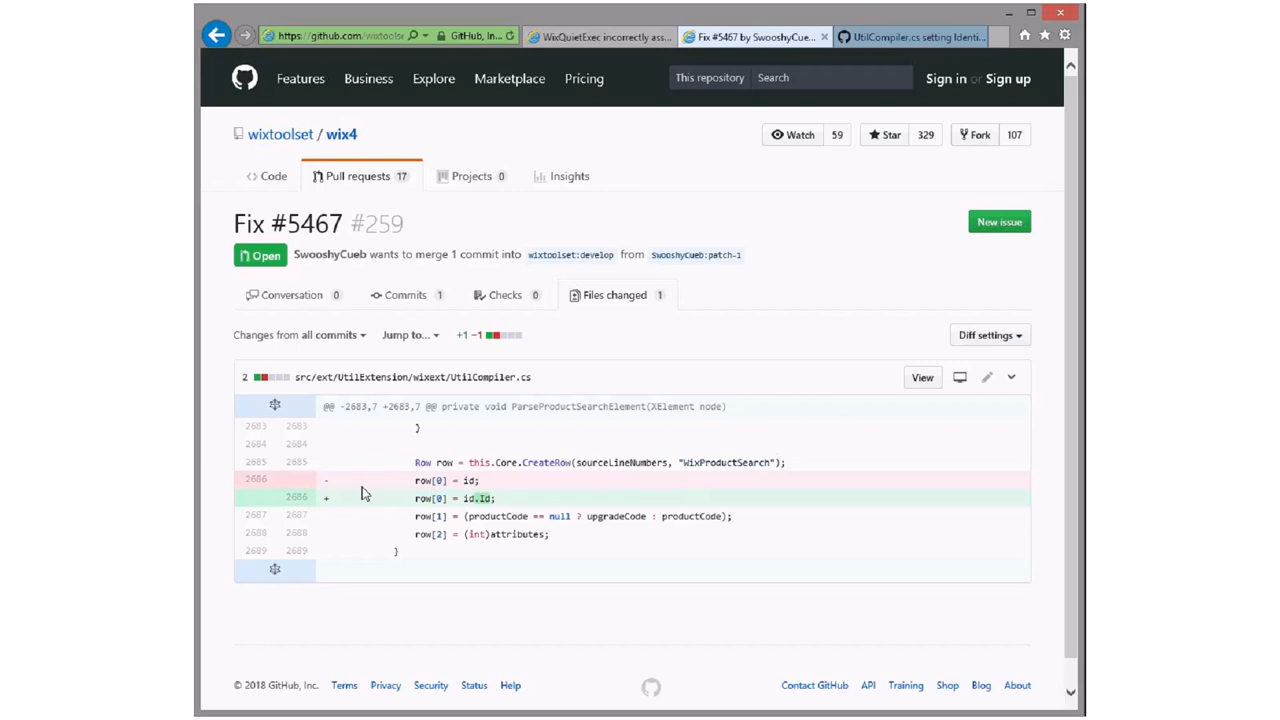 https://github.com/wixtoolse
GitHub, In...
WixQuietExec incorrectly ass...
Fix #5467 by SwooshyCue...
UtilCompiler.cs setting Identi...
Features Business Explore Marketplace Pricing
This repository Search
Sign in or Sign up
wixtoolset / wix4
Watch 59
Star 329
Fork 107
<> Code
Pull requests 17
Projects 0
Insights
Fix #5467 #259
New issue
Open SwooshyCueb wants to merge 1 commit into wixtoolset:develop from SwooshyCueb:patch-1
Conversation 0
Commits 1
Checks 0
Files changed 1
Changes from all commits
Jump to...
+1 −1
Diff settings
2 src/ext/UtilExtension/wixext/UtilCompiler.cs
View
@@ -2683,7 +2683,7 @@ private void ParseProductSearchElement(XElement node)
2683 2683 }
2684 2684
2685 2685 Row row = this.Core.CreateRow(sourceLineNumbers, "WixProductSearch");
2686 - row[0] = id;
2686 + row[0] = id.Id;
2687 2687 row[1] = (productCode == null ? upgradeCode : productCode);
2688 2688 row[2] = (int)attributes;
2689 2689 }
© 2018 GitHub, Inc. Terms Privacy Security Status Help
Contact GitHub API Training Shop Blog About